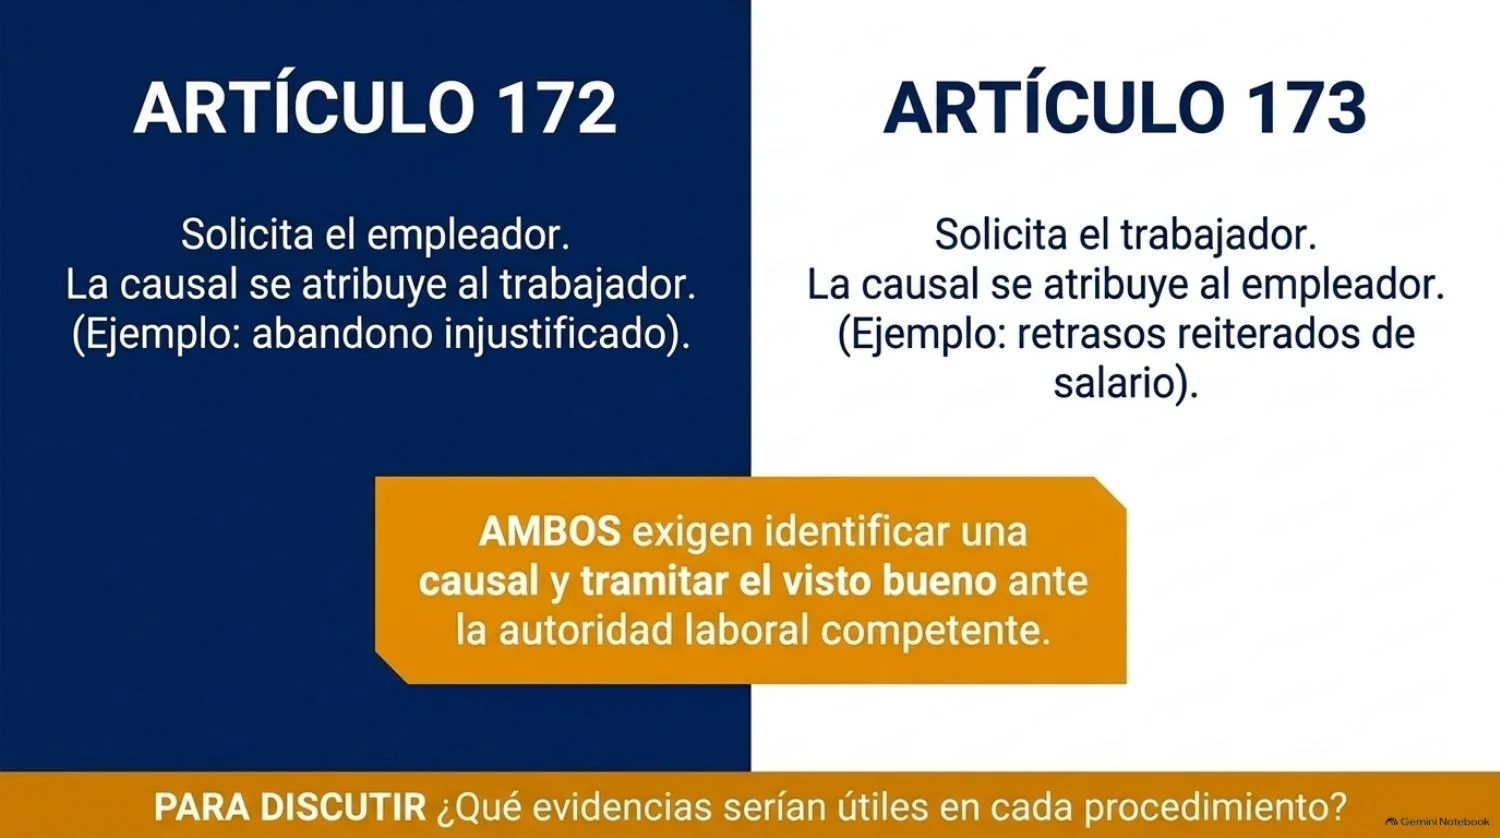 ARTÍCULO 172
Solicita el empleador.
La causal se atribuye al trabajador.
(Ejemplo: abandono injustificado).
ARTÍCULO 173
Solicita el trabajador.
La causal se atribuye al empleador.
(Ejemplo: retrasos reiterados de
salario).
AMBOS exigen identificar una
causal y tramitar el visto bueno ante
la autoridad laboral competente.
PARA DISCUTIR ¿Qué evidencias serían útiles en cada procedimiento?
Gemini Notebook